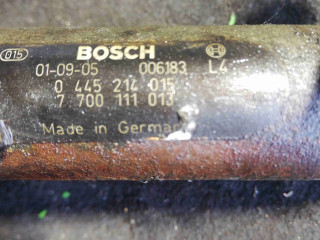 015 BOSCH
01-09-05 006183 L4
0 445 214 015
7 700 111 013
Made in Germany